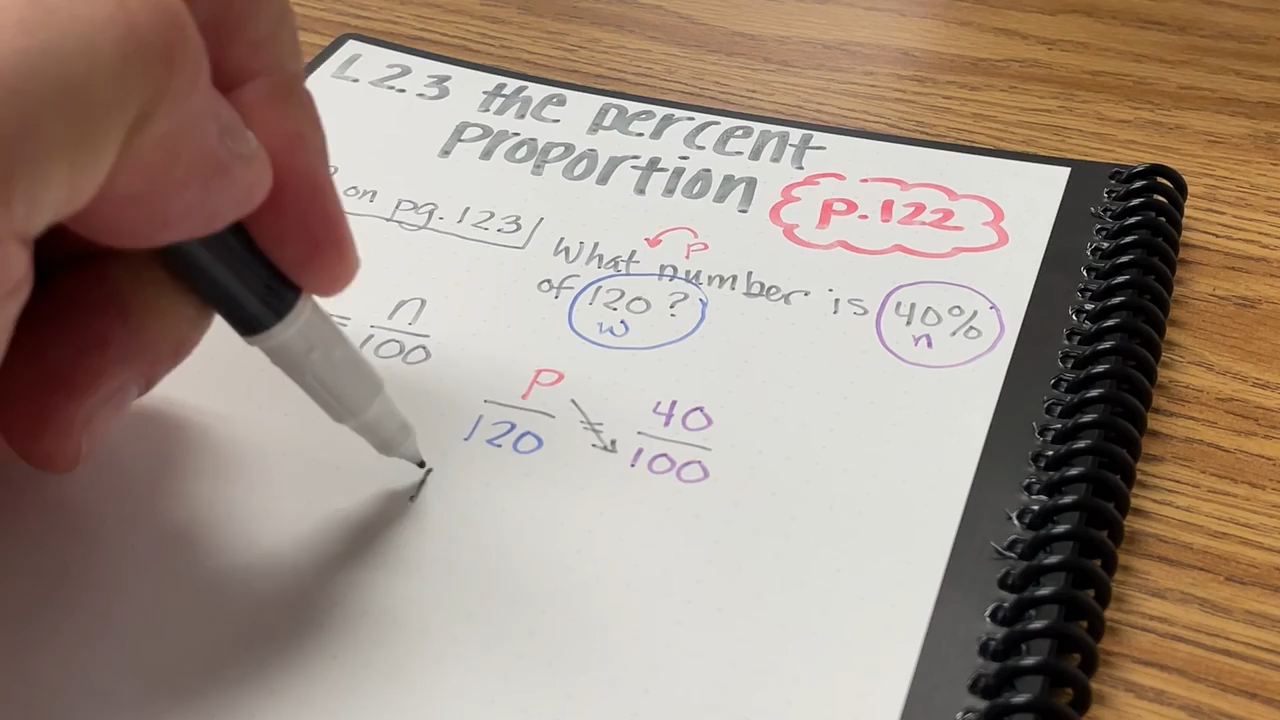 L2.3 the percent
proportion
p.122
on pg.123
What number is 40%
of 120?
p
w
n
= n/100
p/120 = 40/100